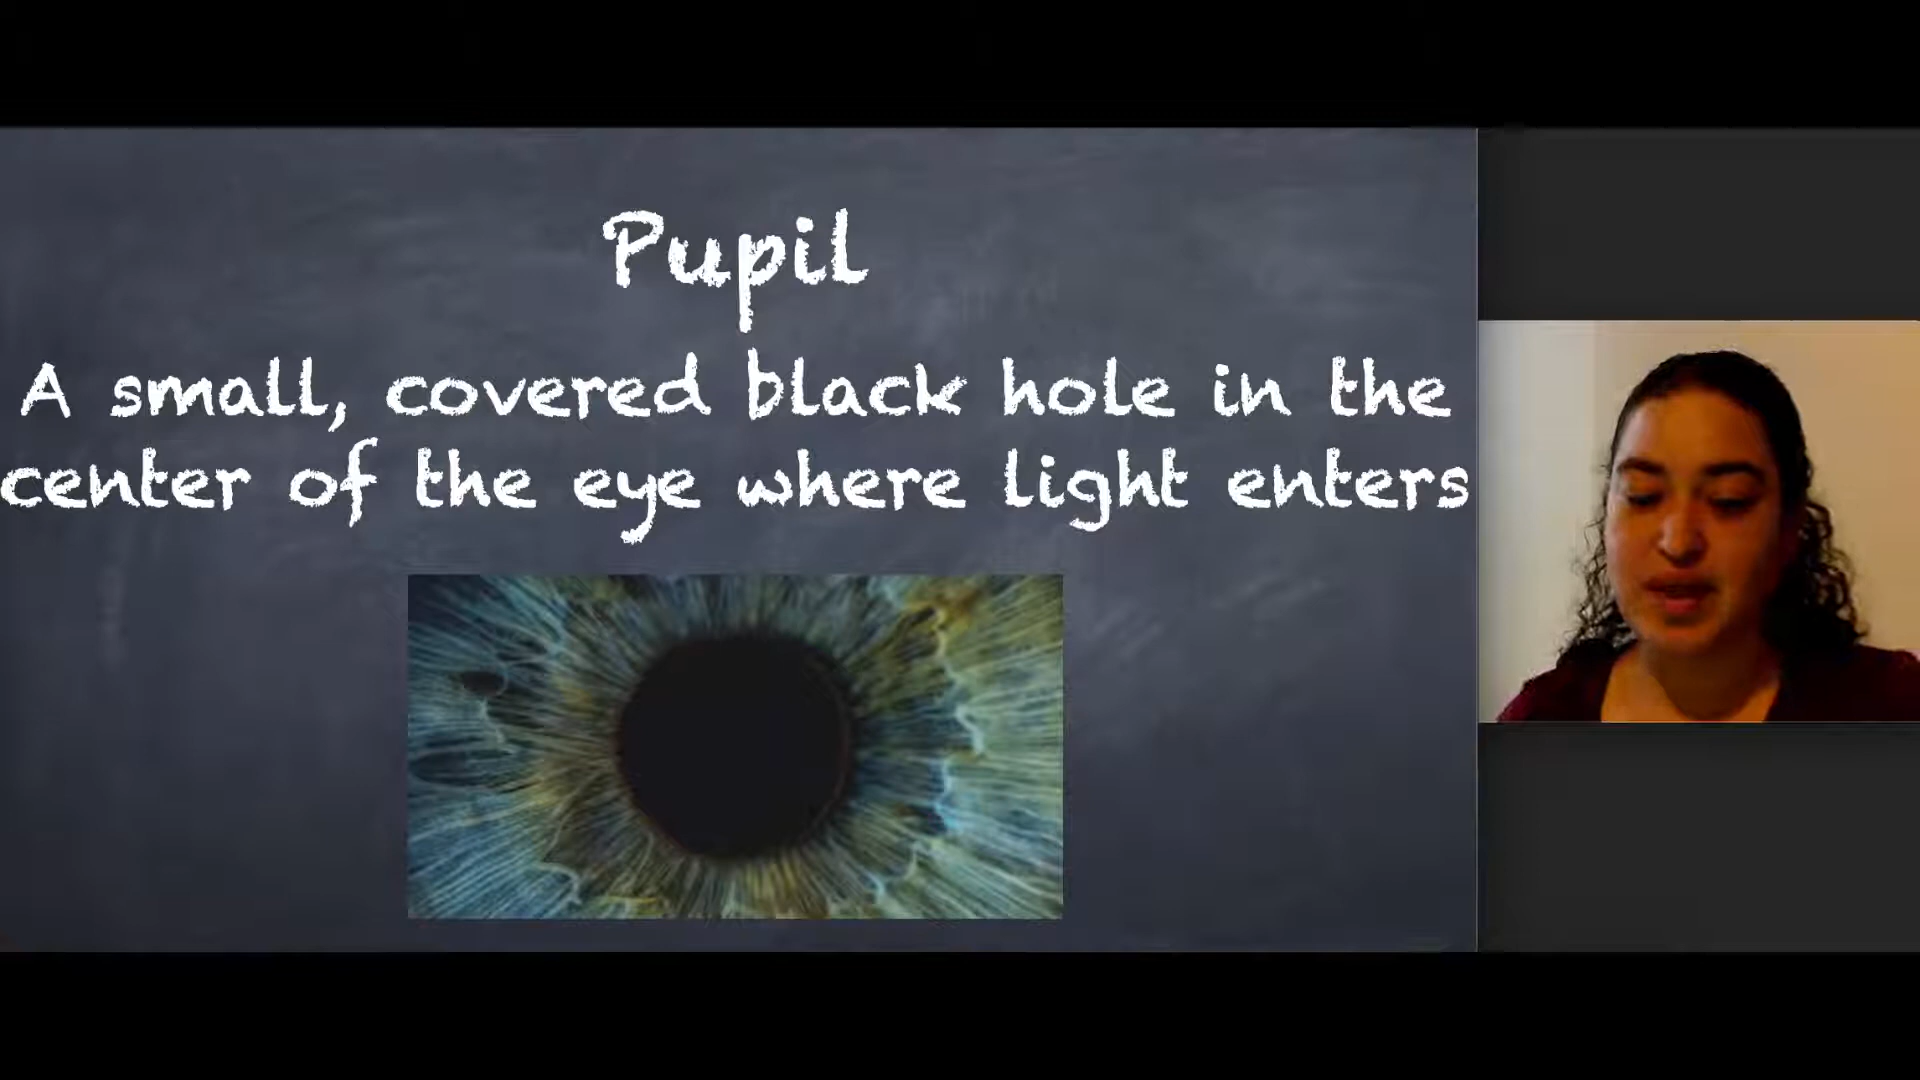 Pupil
A small, covered black hole in the
center of the eye where light enters